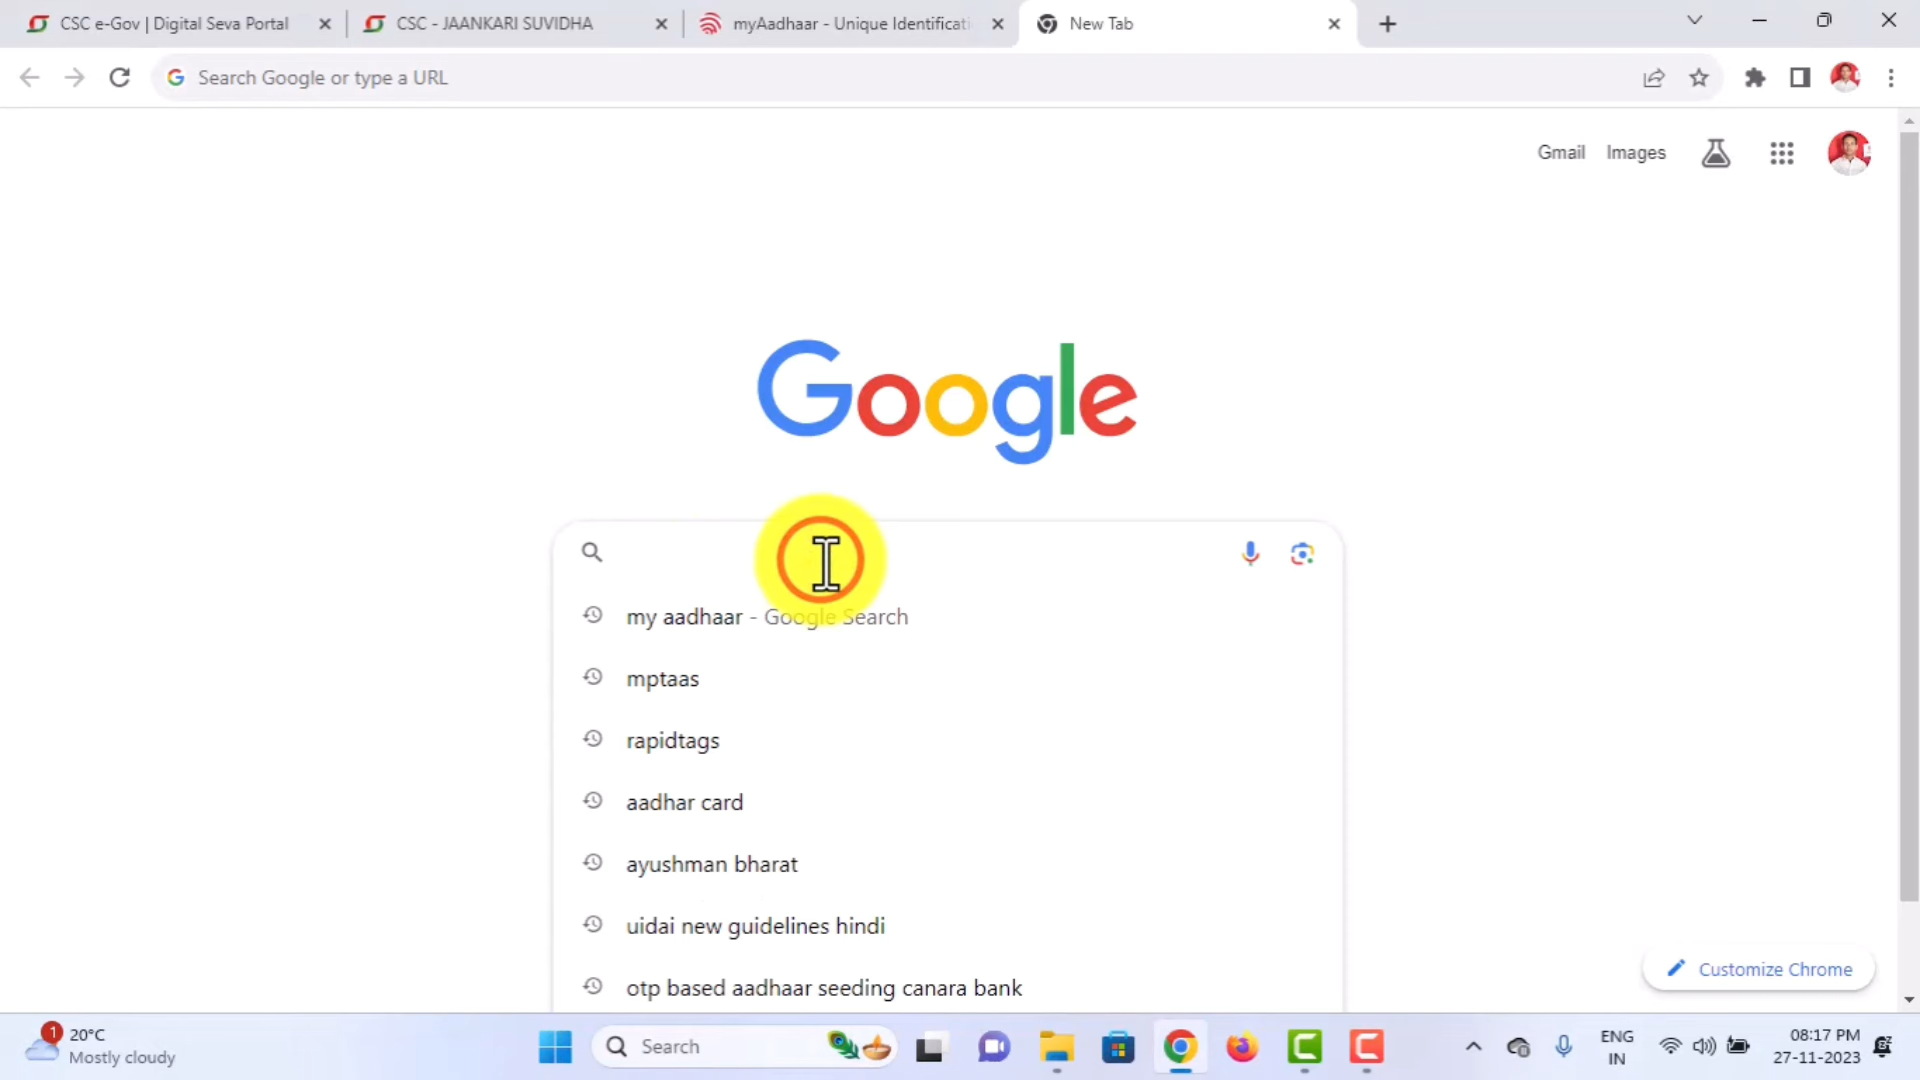 CSC e-Gov | Digital Seva Portal
CSC - JAANKARI SUVIDHA
myAadhaar - Unique Identificati
New Tab
Search Google or type a URL
Gmail Images
Google
my aadhaar - Google Search
mptaas
rapidtags
aadhar card
ayushman bharat
uidai new guidelines hindi
otp based aadhaar seeding canara bank
Customize Chrome
1
20°C
Mostly cloudy
Search
ENG
IN
08:17 PM
27-11-2023